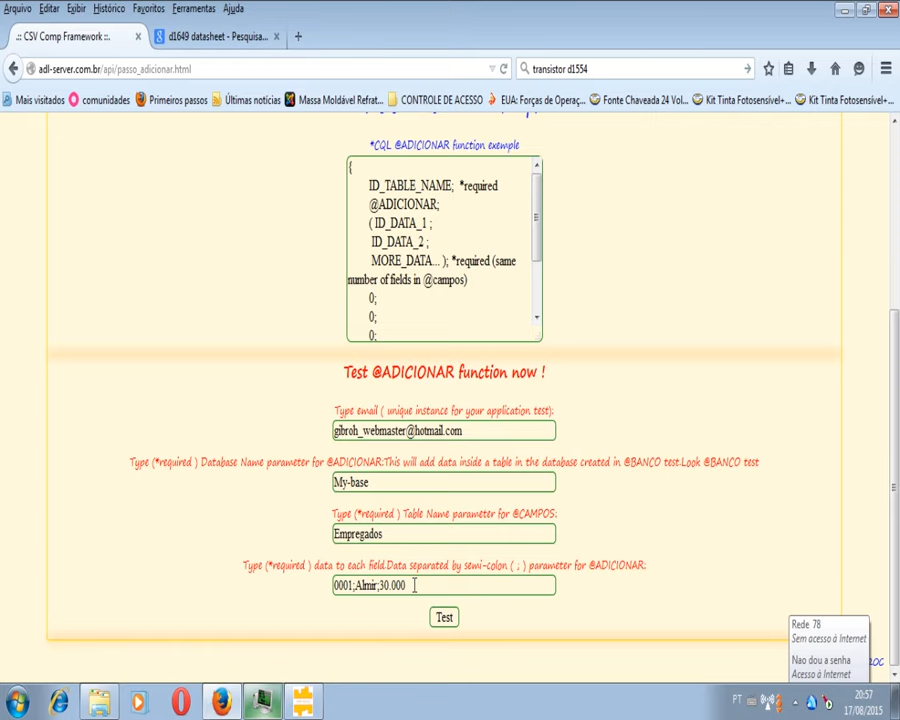 Arquivo Editar Exibir Histórico Favoritos Ferramentas Ajuda
.:: CSV Comp Framework ::. × d1649 datasheet - Pesquisa... × +
adl-server.com.br/api/passo_adicionar.html transistor d1554
Mais visitados comunidades Primeiros passos Últimas notícias Massa Moldável Refrat... CONTROLE DE ACESSO EUA: Forças de Operaç... Fonte Chaveada 24 Vol... Kit Tinta Fotosensível+... Kit Tinta Fotosensível+...
*CQL @ADICIONAR function exemple
{
ID_TABLE_NAME; *required
@ADICIONAR;
( ID_DATA_1 ;
ID_DATA_2 ;
MORE_DATA... ); *required (same
number of fields in @campos)
0;
0;
0;
Test @ADICIONAR function now !
Type email ( unique instance for your application test):
gibroh_webmaster@hotmail.com
Type (*required ) Database Name parameter for @ADICIONAR:This will add data inside a table in the database created in @BANCO test.Look @BANCO test
My-base
Type (*required ) Table Name parameter for @CAMPOS:
Empregados
Type (*required ) data to each field.Data separated by semi-colon ( ; ) parameter for @ADICIONAR:
0001;Almir;30.000
Test
Rede 78
Sem acesso à Internet
Nao dou a senha
Acesso à Internet
PT
20:57
17/08/2015